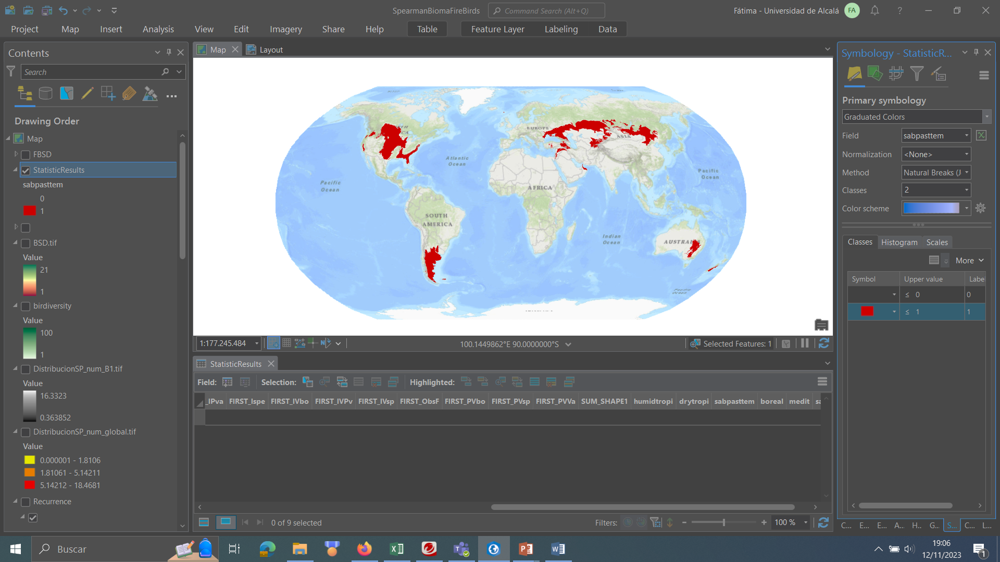 SpearmanBiomaFireBirds
Command Search (Alt+Q)
Fátima - Universidad de Alcalá
FA
?
Project
Map
Insert
Analysis
View
Edit
Imagery
Share
Help
Table
Feature Layer
Labeling
Data
Contents
Search
Drawing Order
Map
FBSD
StatisticResults
sabpasttem
0
1
BSD.tif
Value
21
1
birdiversity
Value
100
1
DistribucionSP_num_B1.tif
Value
16.3323
0.363852
DistribucionSP_num_global.tif
Value
0.000001 - 1.8106
1.81061 - 5.14211
5.14212 - 18.4681
Recurrence
Map
Layout
EUROPE
ASIA
Atlantic
Ocean
Pacific
Ocean
Pacific
Ocean
AFRICA
SOUTH
AMERICA
Indian
Ocean
1:177.245.484
100.1449862°E 90.0000000°S
Selected Features: 1
StatisticResults
Field:
Selection:
Highlighted:
_IPva
FIRST_Ispe
FIRST_IVbo
FIRST_IVPv
FIRST_IVsp
FIRST_ObsF
FIRST_PVbo
FIRST_PVsp
FIRST_PVVa
SUM_SHAPE1
humidtropi
drytropi
sabpasttem
boreal
medit
sa
0 of 9 selected
Filters:
100 %
Symbology - StatisticR...
Primary symbology
Graduated Colors
Field
sabpasttem
Normalization
<None>
Method
Natural Breaks (J
Classes
2
Color scheme
Classes
Histogram
Scales
More
Symbol
Upper value
Labe
≤ 0
0
≤ 1
1
C...
E...
E...
A...
H..
G..
S...
C...
L...
Buscar
19:06
12/11/2023
1